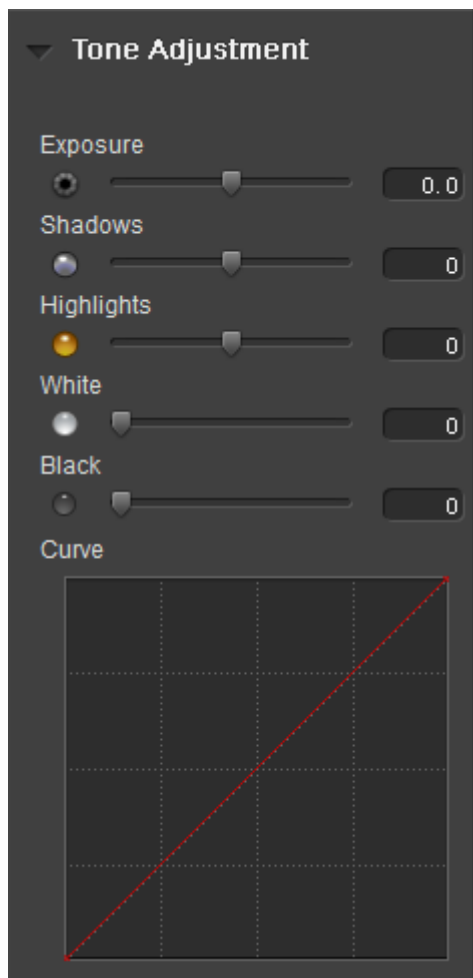 Tone Adjustment
Exposure
0.0
Shadows
0
Highlights
0
White
0
Black
0
Curve